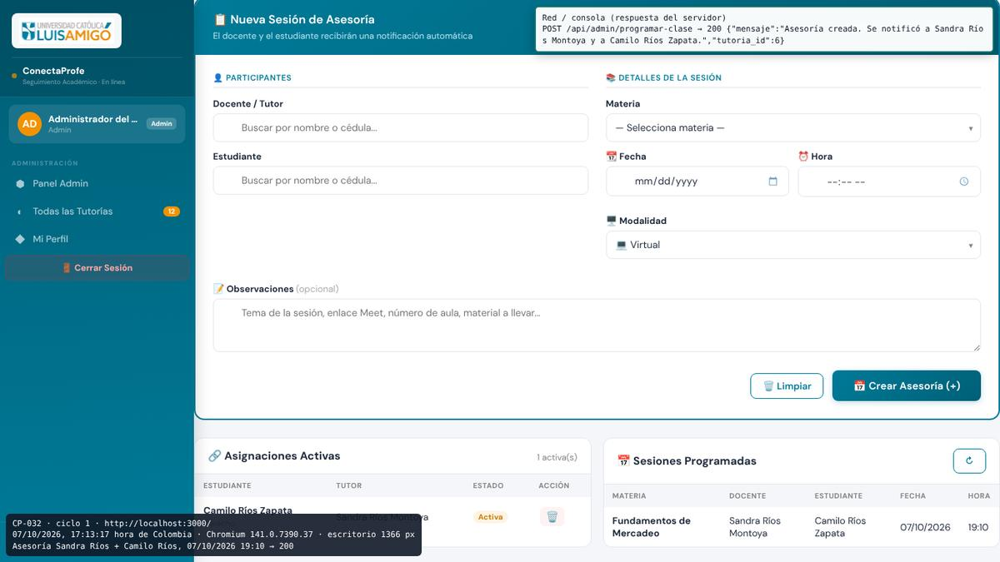 UNIVERSIDAD CATÓLICA
LUISAMIGÓ
ConectaProfe
Seguimiento Académico · En línea
AD
Administrador del ...
Admin
Admin
ADMINISTRACIÓN
Panel Admin
Todas las Tutorías
12
Mi Perfil
Cerrar Sesión
Nueva Sesión de Asesoría
El docente y el estudiante recibirán una notificación automática
Red / consola (respuesta del servidor)
POST /api/admin/programar-clase → 200 {"mensaje":"Asesoría creada. Se notificó a Sandra Río
s Montoya y a Camilo Ríos Zapata.","tutoria_id":6}
PARTICIPANTES
Docente / Tutor
Buscar por nombre o cédula...
Estudiante
Buscar por nombre o cédula...
DETALLES DE LA SESIÓN
Materia
— Selecciona materia —
Fecha
Hora
mm/dd/yyyy
--:-- --
Modalidad
Virtual
Observaciones (opcional)
Tema de la sesión, enlace Meet, número de aula, material a llevar...
Limpiar
Crear Asesoría (+)
Asignaciones Activas
1 activa(s)
ESTUDIANTE TUTOR ESTADO ACCIÓN
Camilo Ríos Zapata
Sandra Ríos Montoya
Activa
Sesiones Programadas
MATERIA DOCENTE ESTUDIANTE FECHA HORA
Fundamentos de Mercadeo
Sandra Ríos Montoya
Camilo Ríos Zapata
07/10/2026
19:10
CP-032 · ciclo 1 · http://localhost:3000/
07/10/2026, 17:13:17 hora de Colombia · Chromium 141.0.7390.37 · escritorio 1366 px
Asesoría Sandra Ríos + Camilo Ríos, 07/10/2026 19:10 → 200